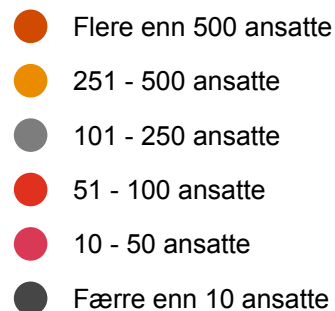 Flere enn 500 ansatte
251 - 500 ansatte
101 - 250 ansatte
51 - 100 ansatte
10 - 50 ansatte
Færre enn 10 ansatte